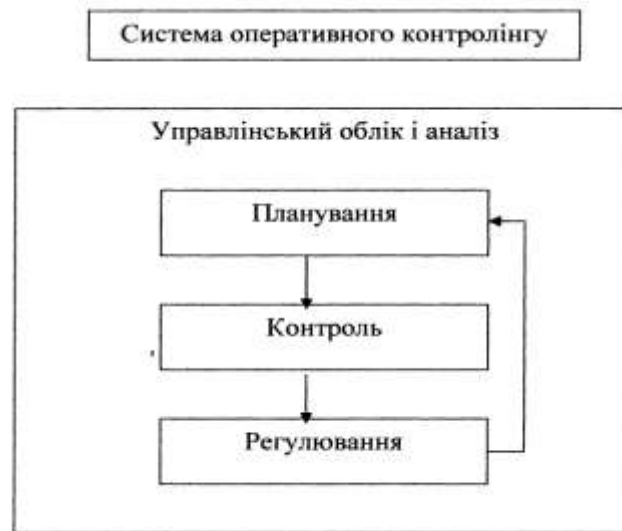 Система оперативного контролінгу
Управлінський облік і аналіз
Планування
Контроль
Регулювання